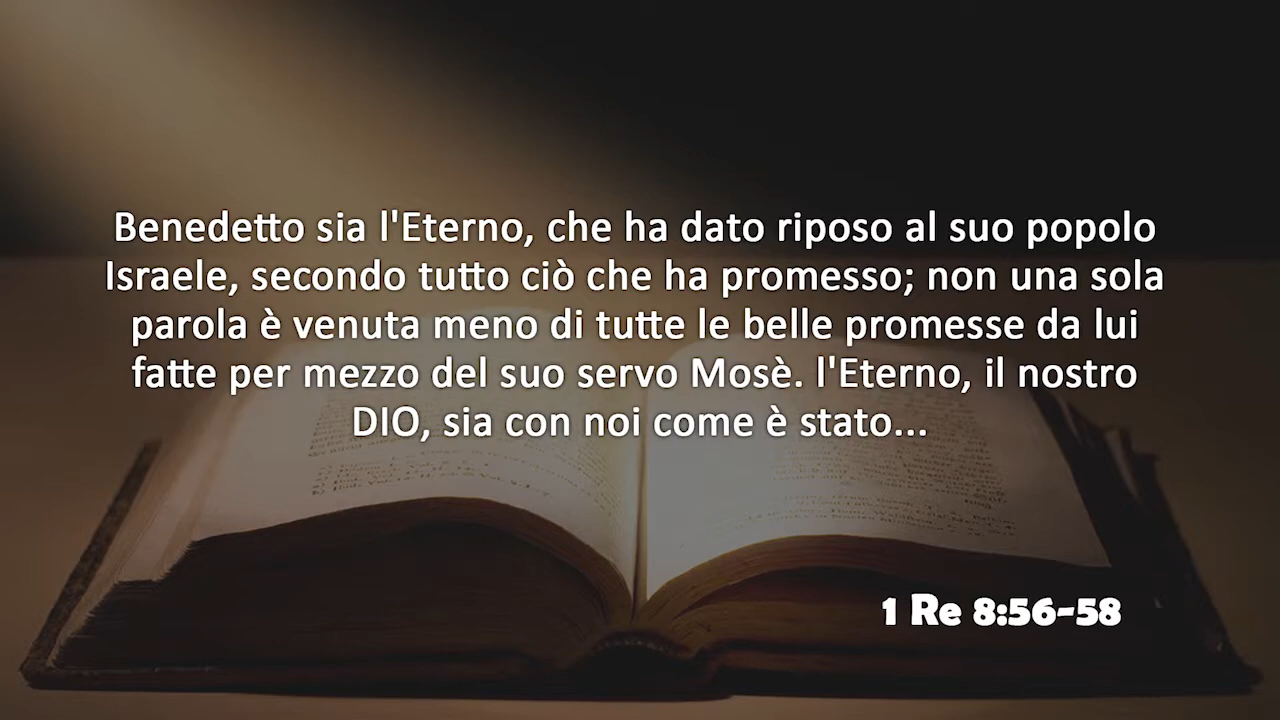 Benedetto sia l'Eterno, che ha dato riposo al suo popolo
Israele, secondo tutto ciò che ha promesso; non una sola
parola è venuta meno di tutte le belle promesse da lui
fatte per mezzo del suo servo Mosè. l'Eterno, il nostro
DIO, sia con noi come è stato...
1 Re 8:56-58